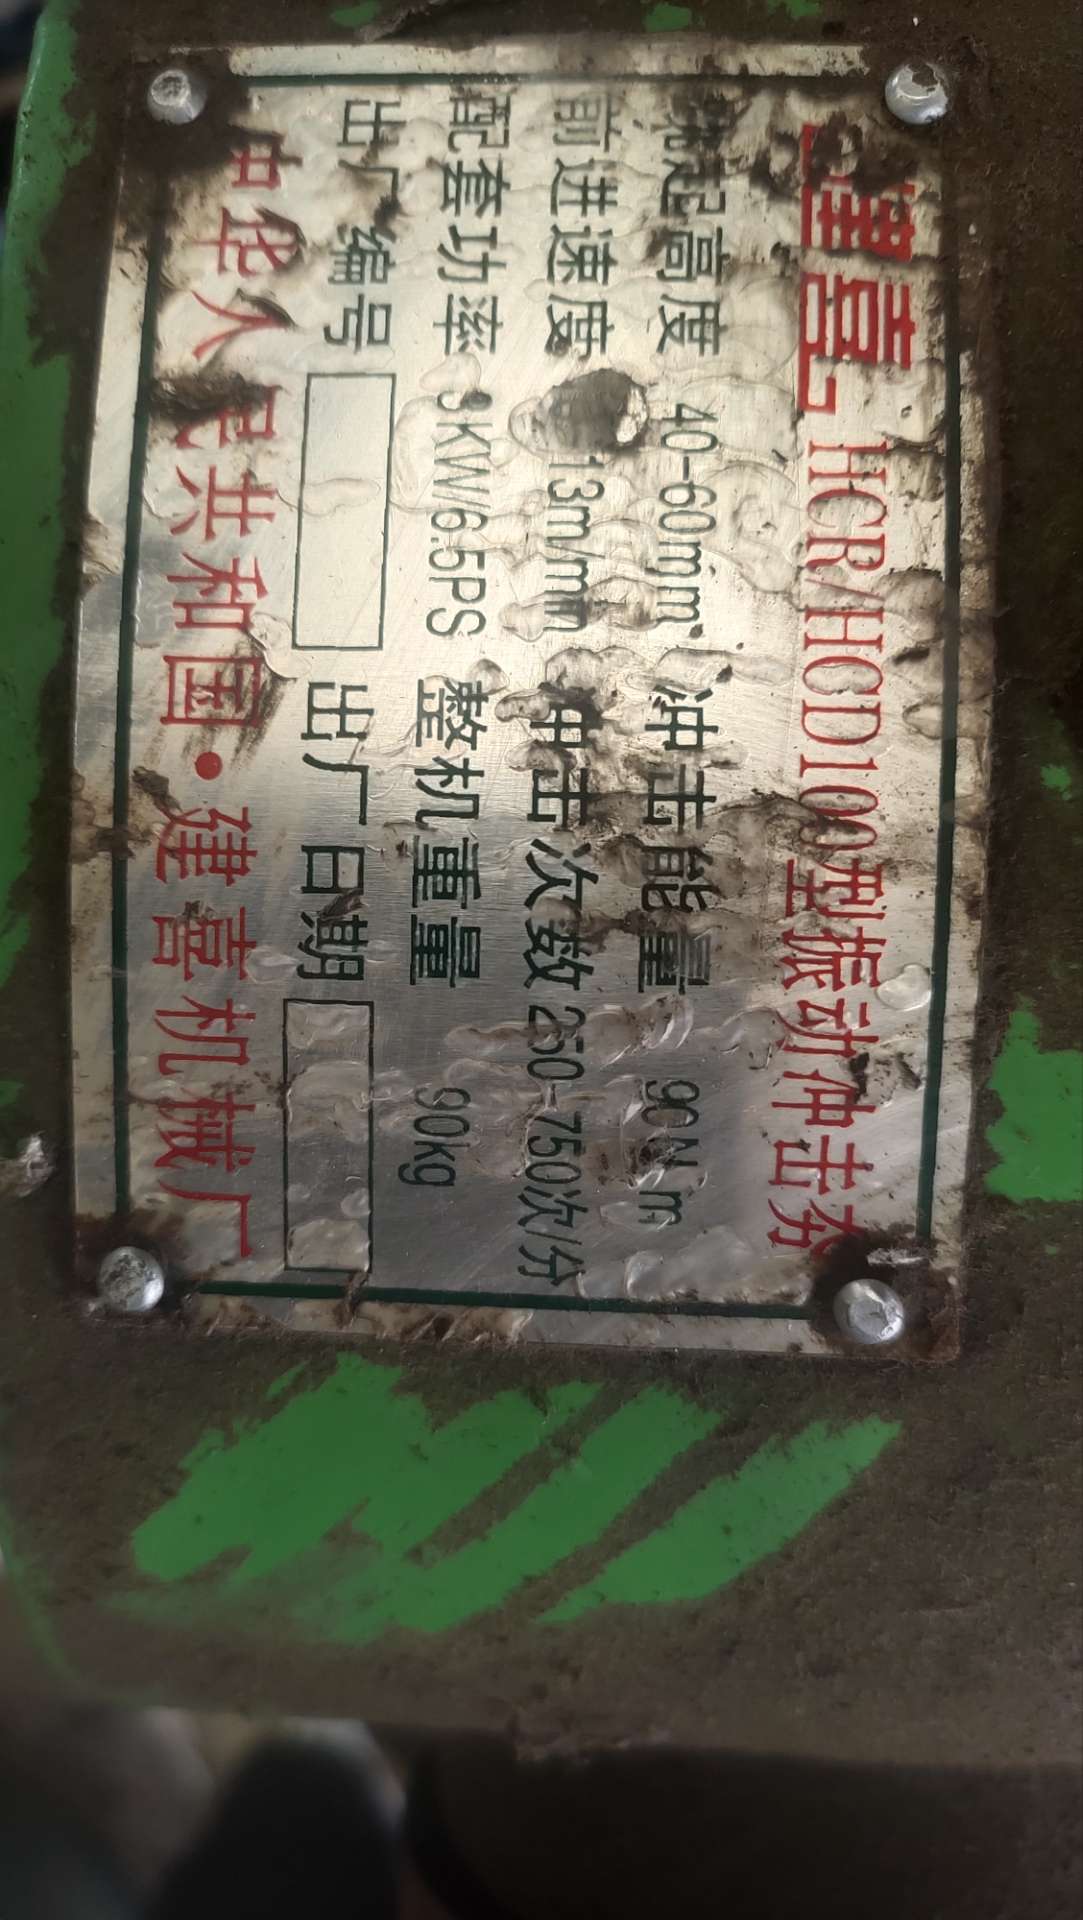 建喜 HCR/HCD100型振动冲击夯
跳起高度 40-60mm 冲击能量 90N m
前进速度 13m/min 冲击次数 250-750次/分
配套功率 3KW/6.5PS 整机重量 90kg
出厂编号 出厂日期
中华人民共和国·建喜机械厂